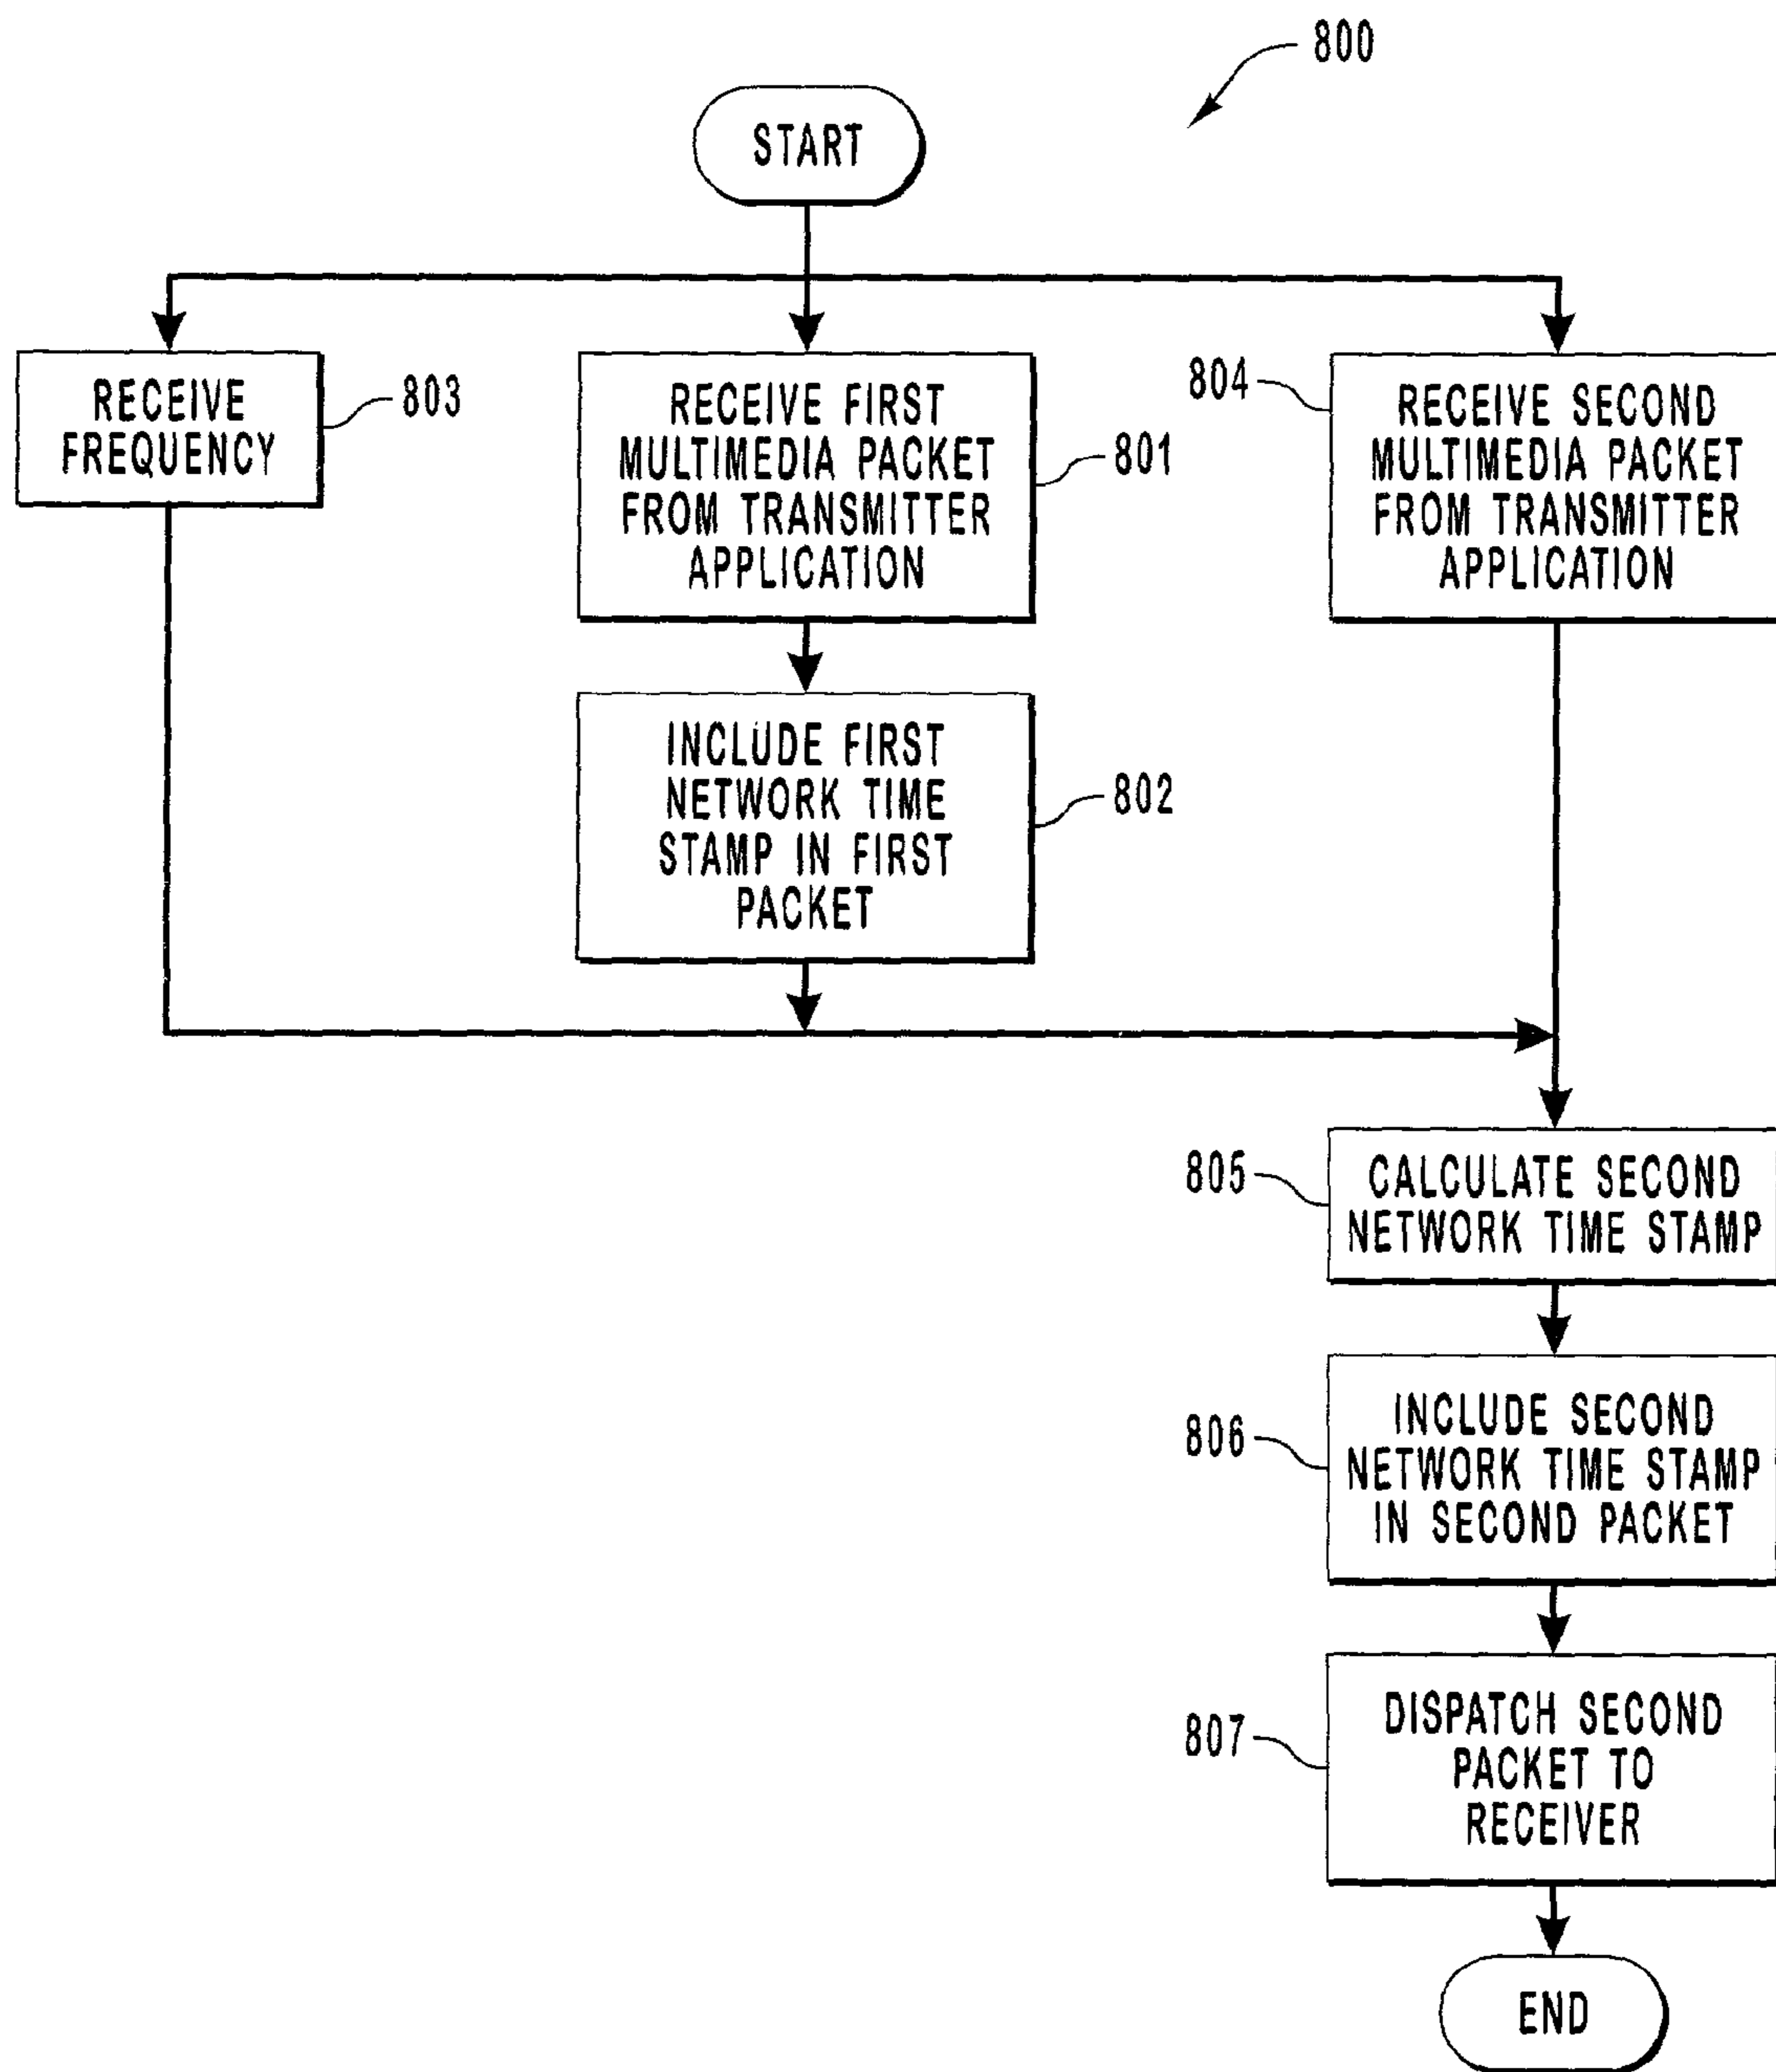 800
START
RECEIVE
FREQUENCY
803
RECEIVE FIRST
MULTIMEDIA PACKET
FROM TRANSMITTER
APPLICATION
801
804
RECEIVE SECOND
MULTIMEDIA PACKET
FROM TRANSMITTER
APPLICATION
INCLUDE FIRST
NETWORK TIME
STAMP IN FIRST
PACKET
802
805
CALCULATE SECOND
NETWORK TIME STAMP
806
INCLUDE SECOND
NETWORK TIME STAMP
IN SECOND PACKET
807
DISPATCH SECOND
PACKET TO
RECEIVER
END